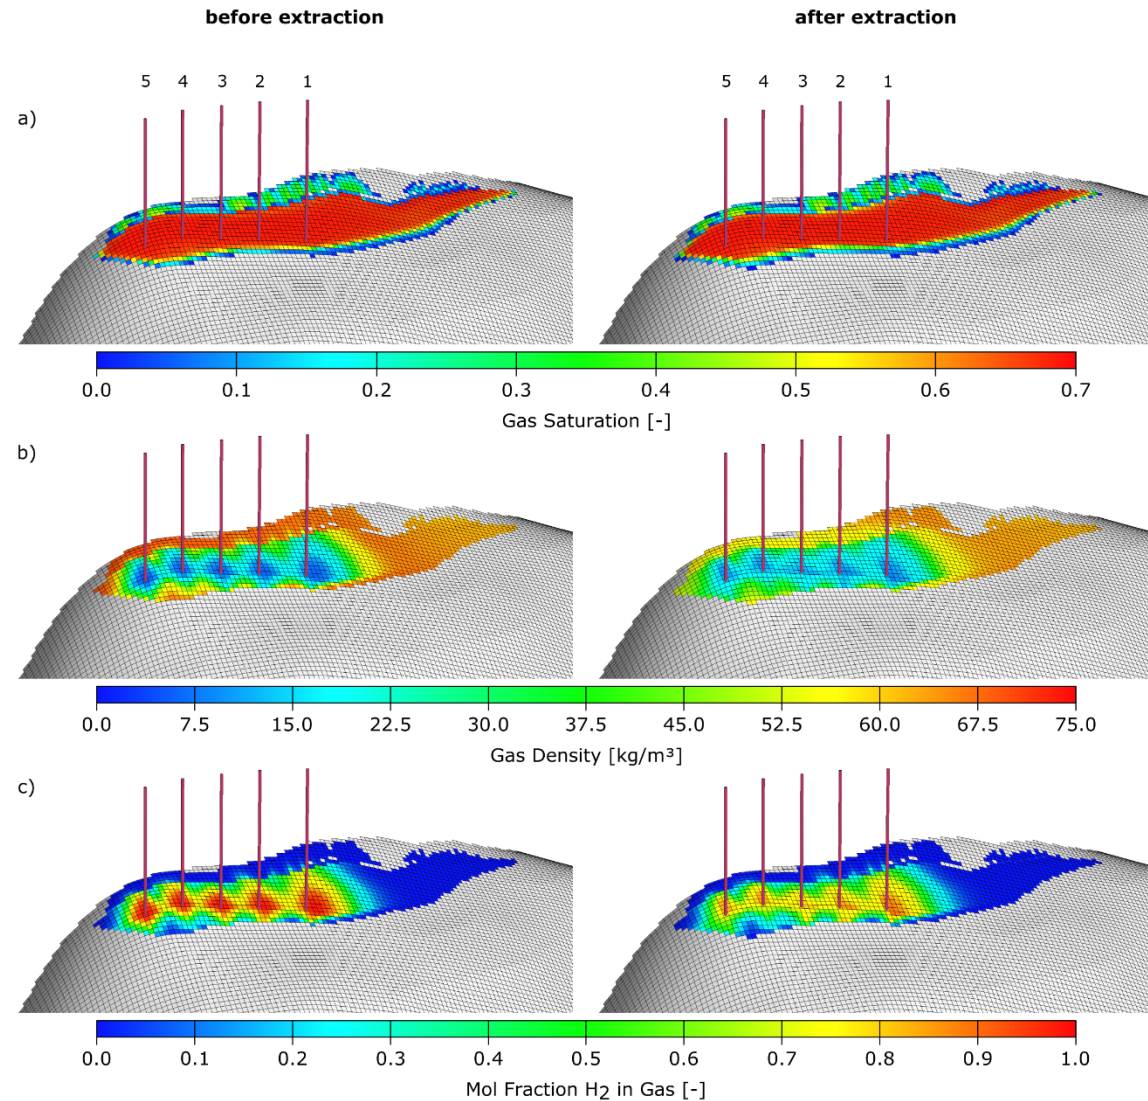 before extraction after extraction
5 4 3 2 1 5 4 3 2 1
a)
0.0 0.1 0.2 0.3 0.4 0.5 0.6 0.7
Gas Saturation [-]
b)
0.0 7.5 15.0 22.5 30.0 37.5 45.0 52.5 60.0 67.5 75.0
Gas Density [kg/m³]
c)
0.0 0.1 0.2 0.3 0.4 0.5 0.6 0.7 0.8 0.9 1.0
Mol Fraction H2 in Gas [-]